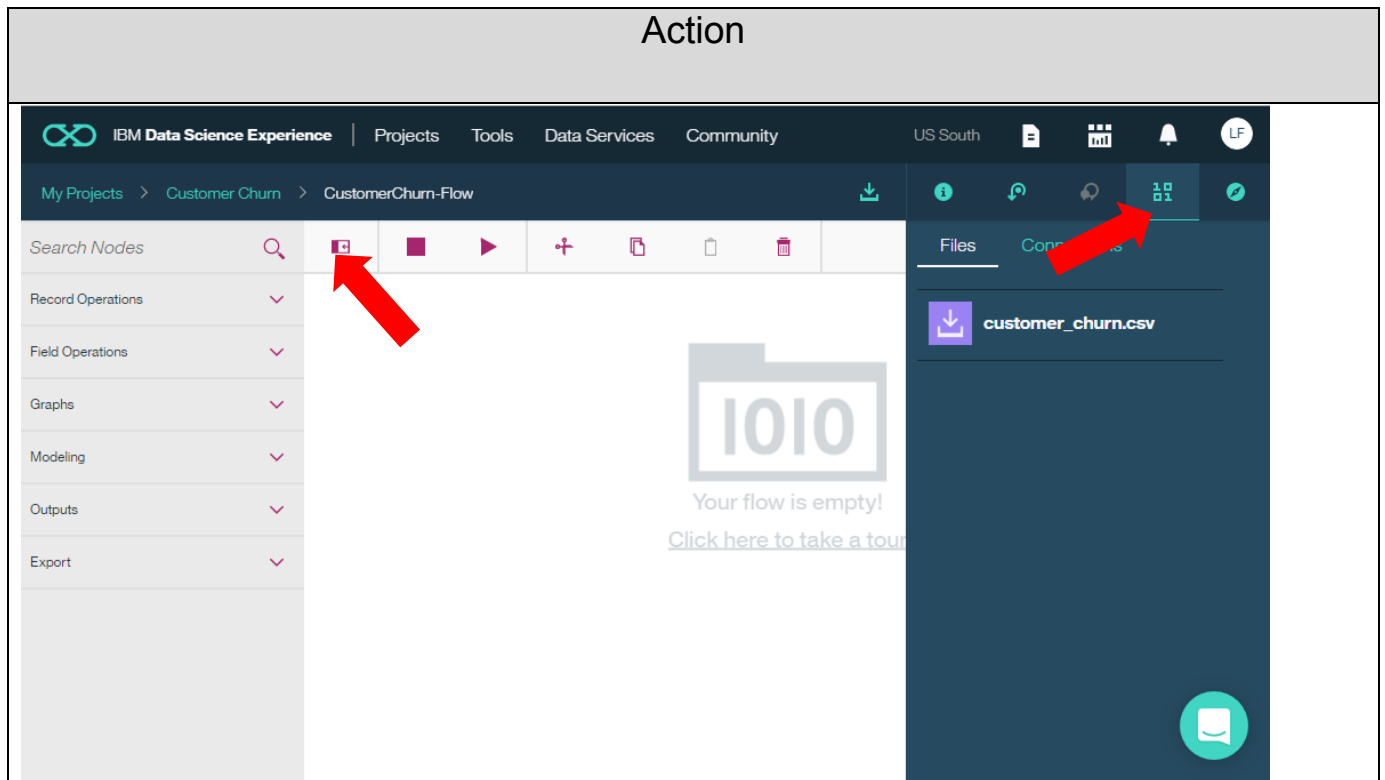 Action
IBM Data Science Experience | Projects Tools Data Services Community US South LF
My Projects > Customer Churn > CustomerChurn-Flow
Search Nodes
Files
Record Operations
Field Operations
Graphs
Modeling
Outputs
Export
customer_churn.csv
1010
Your flow is empty!
Click here to take a tour